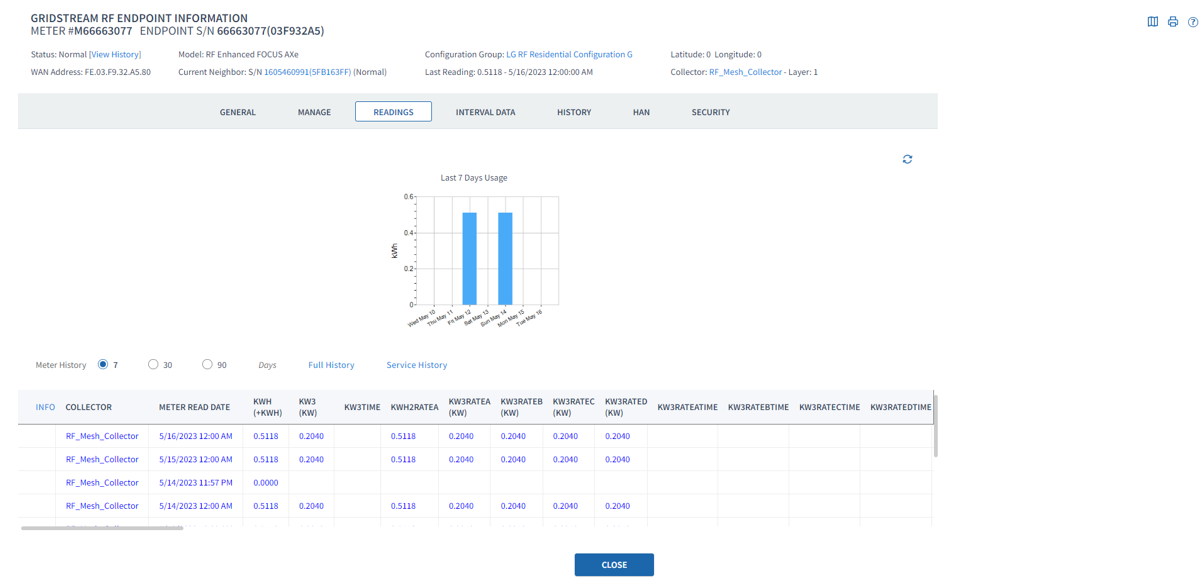 GRIDSTREAM RF ENDPOINT INFORMATION
METER #M66663077 ENDPOINT S/N 66663077(03F932A5)
Status: Normal [View History] Model: RF Enhanced FOCUS AXe Configuration Group: LG RF Residential Configuration G Latitude: 0 Longitude: 0
WAN Address: FE.03.F9.32.A5.80 Current Neighbor: S/N 1605460991(5FB163FF) (Normal) Last Reading: 0.5118 - 5/16/2023 12:00:00 AM Collector: RF_Mesh_Collector - Layer: 1
GENERAL MANAGE READINGS INTERVAL DATA HISTORY HAN SECURITY
Last 7 Days Usage
0.6
0.4
kWh
0.2
0
Wed May 10 Thu May 11 Fri May 12 Sat May 13 Sun May 14 Mon May 15 Tue May 16
Meter History 7 30 90 Days Full History Service History
INFO COLLECTOR METER READ DATE KWH (+KWH) KW3 (KW) KW3TIME KWH2RATEA KW3RATEA (KW) KW3RATEB (KW) KW3RATEC (KW) KW3RATED (KW) KW3RATEATIME KW3RATEBTIME KW3RATECTIME KW3RATEDTIME
RF_Mesh_Collector 5/16/2023 12:00 AM 0.5118 0.2040 0.5118 0.2040 0.2040 0.2040 0.2040
RF_Mesh_Collector 5/15/2023 12:00 AM 0.5118 0.2040 0.5118 0.2040 0.2040 0.2040 0.2040
RF_Mesh_Collector 5/14/2023 11:57 PM 0.0000
RF_Mesh_Collector 5/14/2023 12:00 AM 0.5118 0.2040 0.5118 0.2040 0.2040 0.2040 0.2040
CLOSE